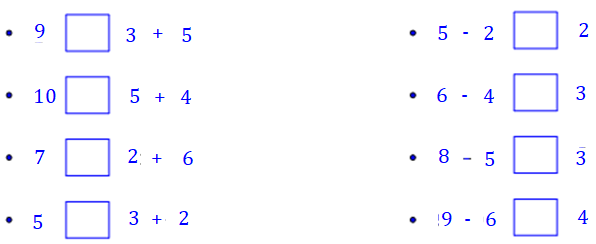 • 9 □ 3 + 5
• 10 □ 5 + 4
• 7 □ 2 + 6
• 5 □ 3 + 2
• 5 - 2 □ 2
• 6 - 4 □ 3
• 8 - 5 □ 3
• 9 - 6 □ 4